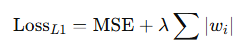 Loss_{L1} = MSE + λ ∑ |w_i|